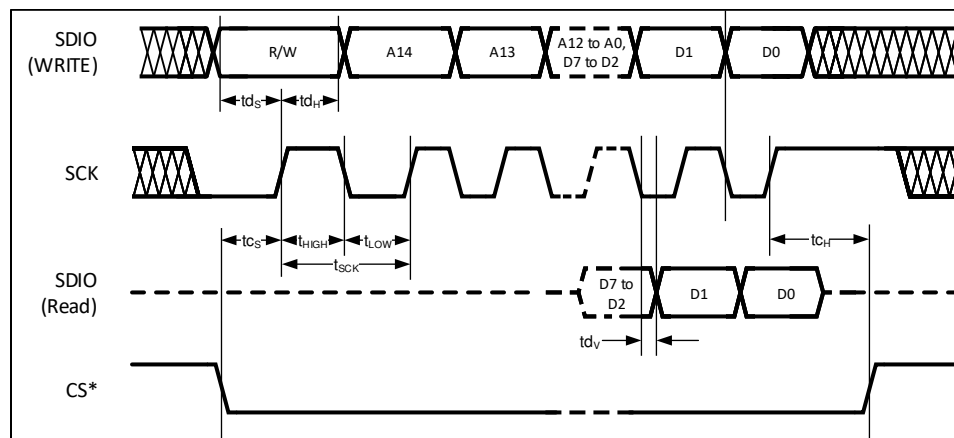 SDIO
(WRITE)
R/W
A14
A13
A12 to A0,
D7 to D2
D1
D0
tdS
tdH
SCK
tcS
tHIGH
tLOW
tSCK
tcH
SDIO
(Read)
D7 to
D2
D1
D0
tdV
CS*